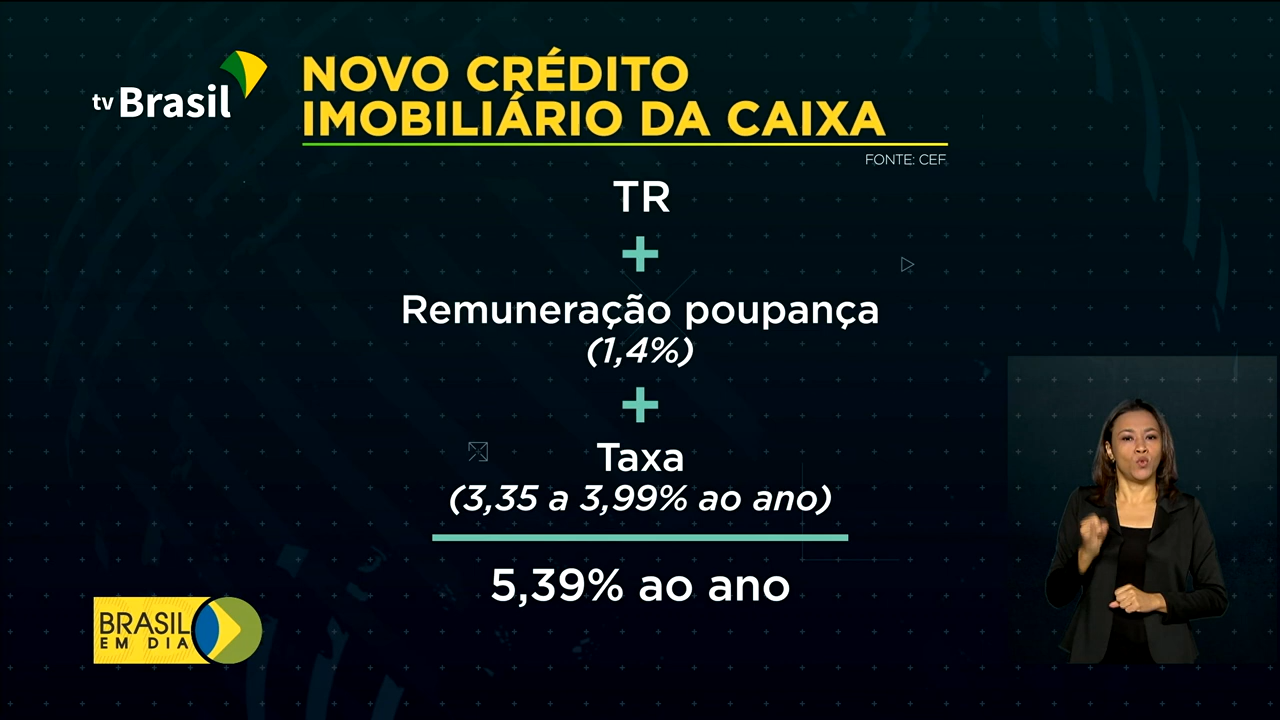 tv Brasil
NOVO CRÉDITO
IMOBILIÁRIO DA CAIXA
FONTE: CEF
TR
+
Remuneração poupança
(1,4%)
+
Taxa
(3,35 a 3,99% ao ano)
5,39% ao ano
BRASIL
EM DIA